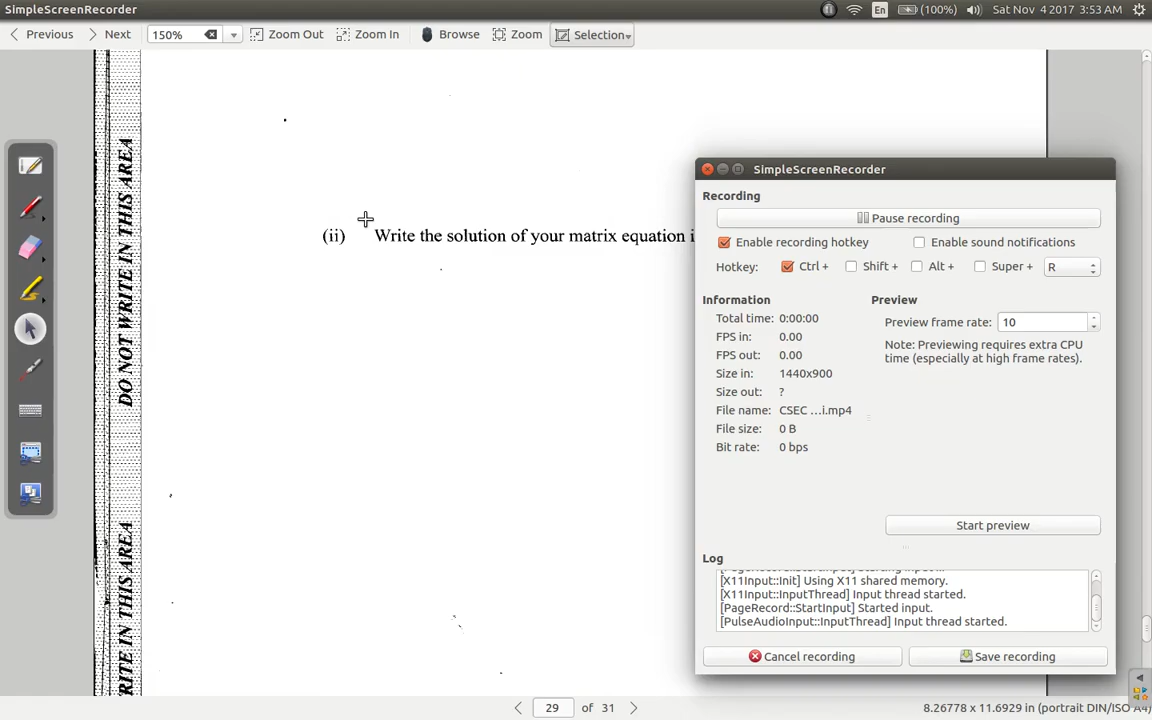 SimpleScreenRecorder
En
(100%)
Sat Nov 4 2017 3:53 AM
Previous
Next
150%
Zoom Out
Zoom In
Browse
Zoom
Selection
DO NOT WRITE IN THIS AREA
RITE IN THIS AREA
(ii) Write the solution of your matrix equation i
SimpleScreenRecorder
Recording
Pause recording
Enable recording hotkey
Enable sound notifications
Hotkey:
Ctrl +
Shift +
Alt +
Super +
R
Information
Total time: 0:00:00
FPS in: 0.00
FPS out: 0.00
Size in: 1440x900
Size out: ?
File name: CSEC ...i.mp4
File size: 0 B
Bit rate: 0 bps
Preview
Preview frame rate: 10
Note: Previewing requires extra CPU
time (especially at high frame rates).
Start preview
Log
[X11Input::Init] Using X11 shared memory.
[X11Input::InputThread] Input thread started.
[PageRecord::StartInput] Started input.
[PulseAudioInput::InputThread] Input thread started.
Cancel recording
Save recording
29 of 31
8.26778 x 11.6929 in (portrait DIN/ISO A4)